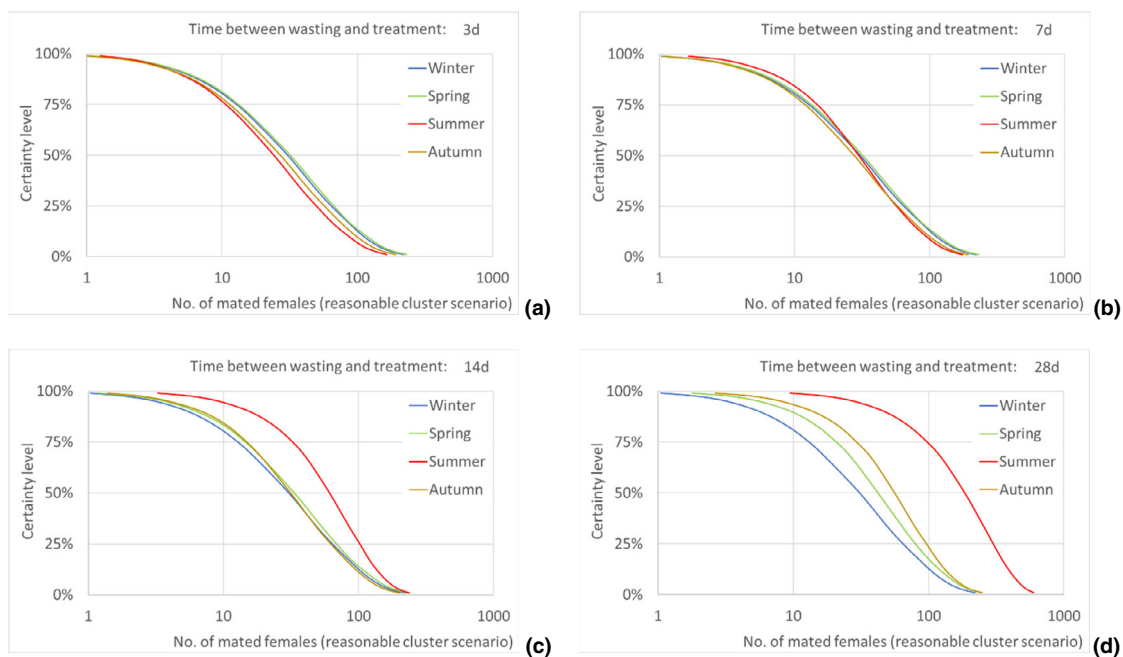 Time between wasting and treatment: 3d
100%
75%
50%
25%
0%
Certainty level
Winter
Spring
Summer
Autumn
1 10 100 1000
No. of mated females (reasonable cluster scenario)
(a)
Time between wasting and treatment: 7d
100%
75%
50%
25%
0%
Certainty level
Winter
Spring
Summer
Autumn
1 10 100 1000
No. of mated females (reasonable cluster scenario)
(b)
Time between wasting and treatment: 14d
100%
75%
50%
25%
0%
Certainty level
Winter
Spring
Summer
Autumn
1 10 100 1000
No. of mated females (reasonable cluster scenario)
(c)
Time between wasting and treatment: 28d
100%
75%
50%
25%
0%
Certainty level
Winter
Spring
Summer
Autumn
1 10 100 1000
No. of mated females (reasonable cluster scenario)
(d)